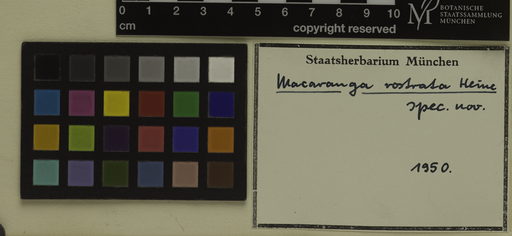 0 1 2 3 4 5 6 7 8 9 10
cm
copyright reserved
BOTANISCHE
STAATSSAMMLUNG
MÜNCHEN
Staatsherbarium München
Macaranga rostrata Heine
spec. nov.
1950.